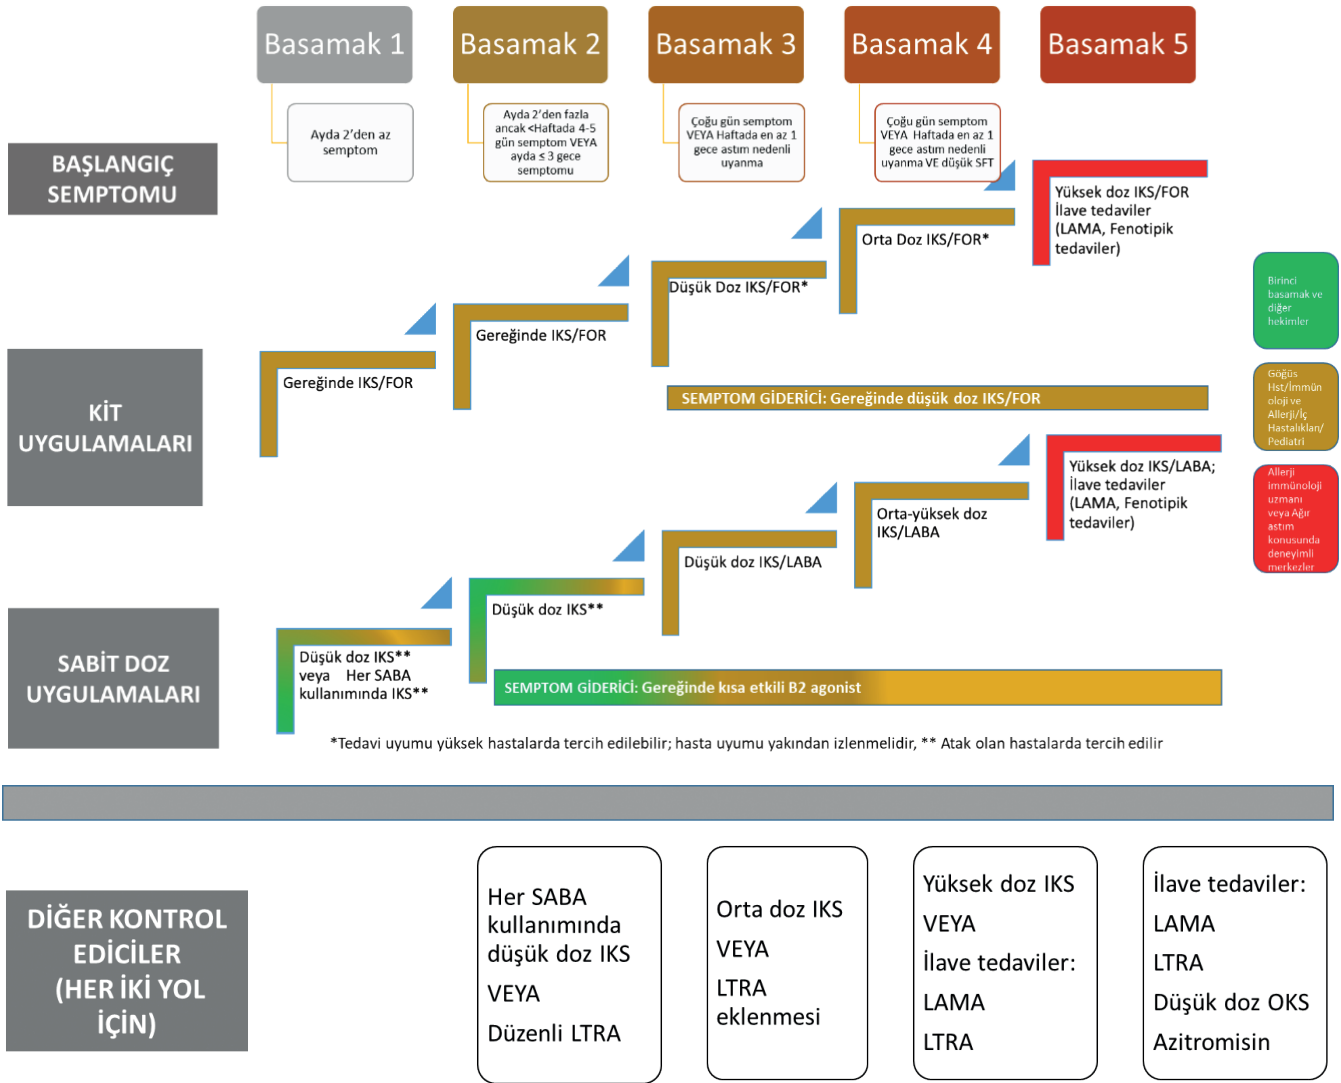 Basamak 1
Basamak 2
Basamak 3
Basamak 4
Basamak 5
BAŞLANGIÇ
SEMPTOMU
Ayda 2'den az
semptom
Ayda 2'den fazla
ancak <Haftada 4-5
gün semptom VEYA
ayda ≤ 3 gece
semptomu
Çoğu gün semptom
VEYA Haftada en az 1
gece astım nedenli
uyanma
Çoğu gün semptom
VEYA Haftada en az 1
gece astım nedenli
uyanma VE düşük SFT
KİT
UYGULAMALARI
Gereğinde IKS/FOR
Gereğinde IKS/FOR
Düşük Doz IKS/FOR*
Orta Doz IKS/FOR*
Yüksek doz IKS/FOR
İlave tedaviler
(LAMA, Fenotipik
tedaviler)
SEMPTOM GİDERİCİ: Gereğinde düşük doz IKS/FOR
Birinci
basamak ve
diğer
hekimler
Göğüs
Hst/İmmün
oloji ve
Allerji/İç
Hastalıkları/
Pediatri
Allerji
immünoloji
uzmanı
veya Ağır
astım
konusunda
deneyimli
merkezler
SABİT DOZ
UYGULAMALARI
Düşük doz IKS**
veya Her SABA
kullanımında IKS**
Düşük doz IKS**
Düşük doz IKS/LABA
Orta-yüksek doz
IKS/LABA
Yüksek doz IKS/LABA;
İlave tedaviler
(LAMA, Fenotipik
tedaviler)
SEMPTOM GİDERİCİ: Gereğinde kısa etkili B2 agonist
*Tedavi uyumu yüksek hastalarda tercih edilebilir; hasta uyumu yakından izlenmelidir, ** Atak olan hastalarda tercih edilir
DİĞER KONTROL
EDİCİLER
(HER İKİ YOL
İÇİN)
Her SABA
kullanımında
düşük doz IKS
VEYA
Düzenli LTRA
Orta doz IKS
VEYA
LTRA
eklenmesi
Yüksek doz IKS
VEYA
İlave tedaviler:
LAMA
LTRA
İlave tedaviler:
LAMA
LTRA
Düşük doz OKS
Azitromisin